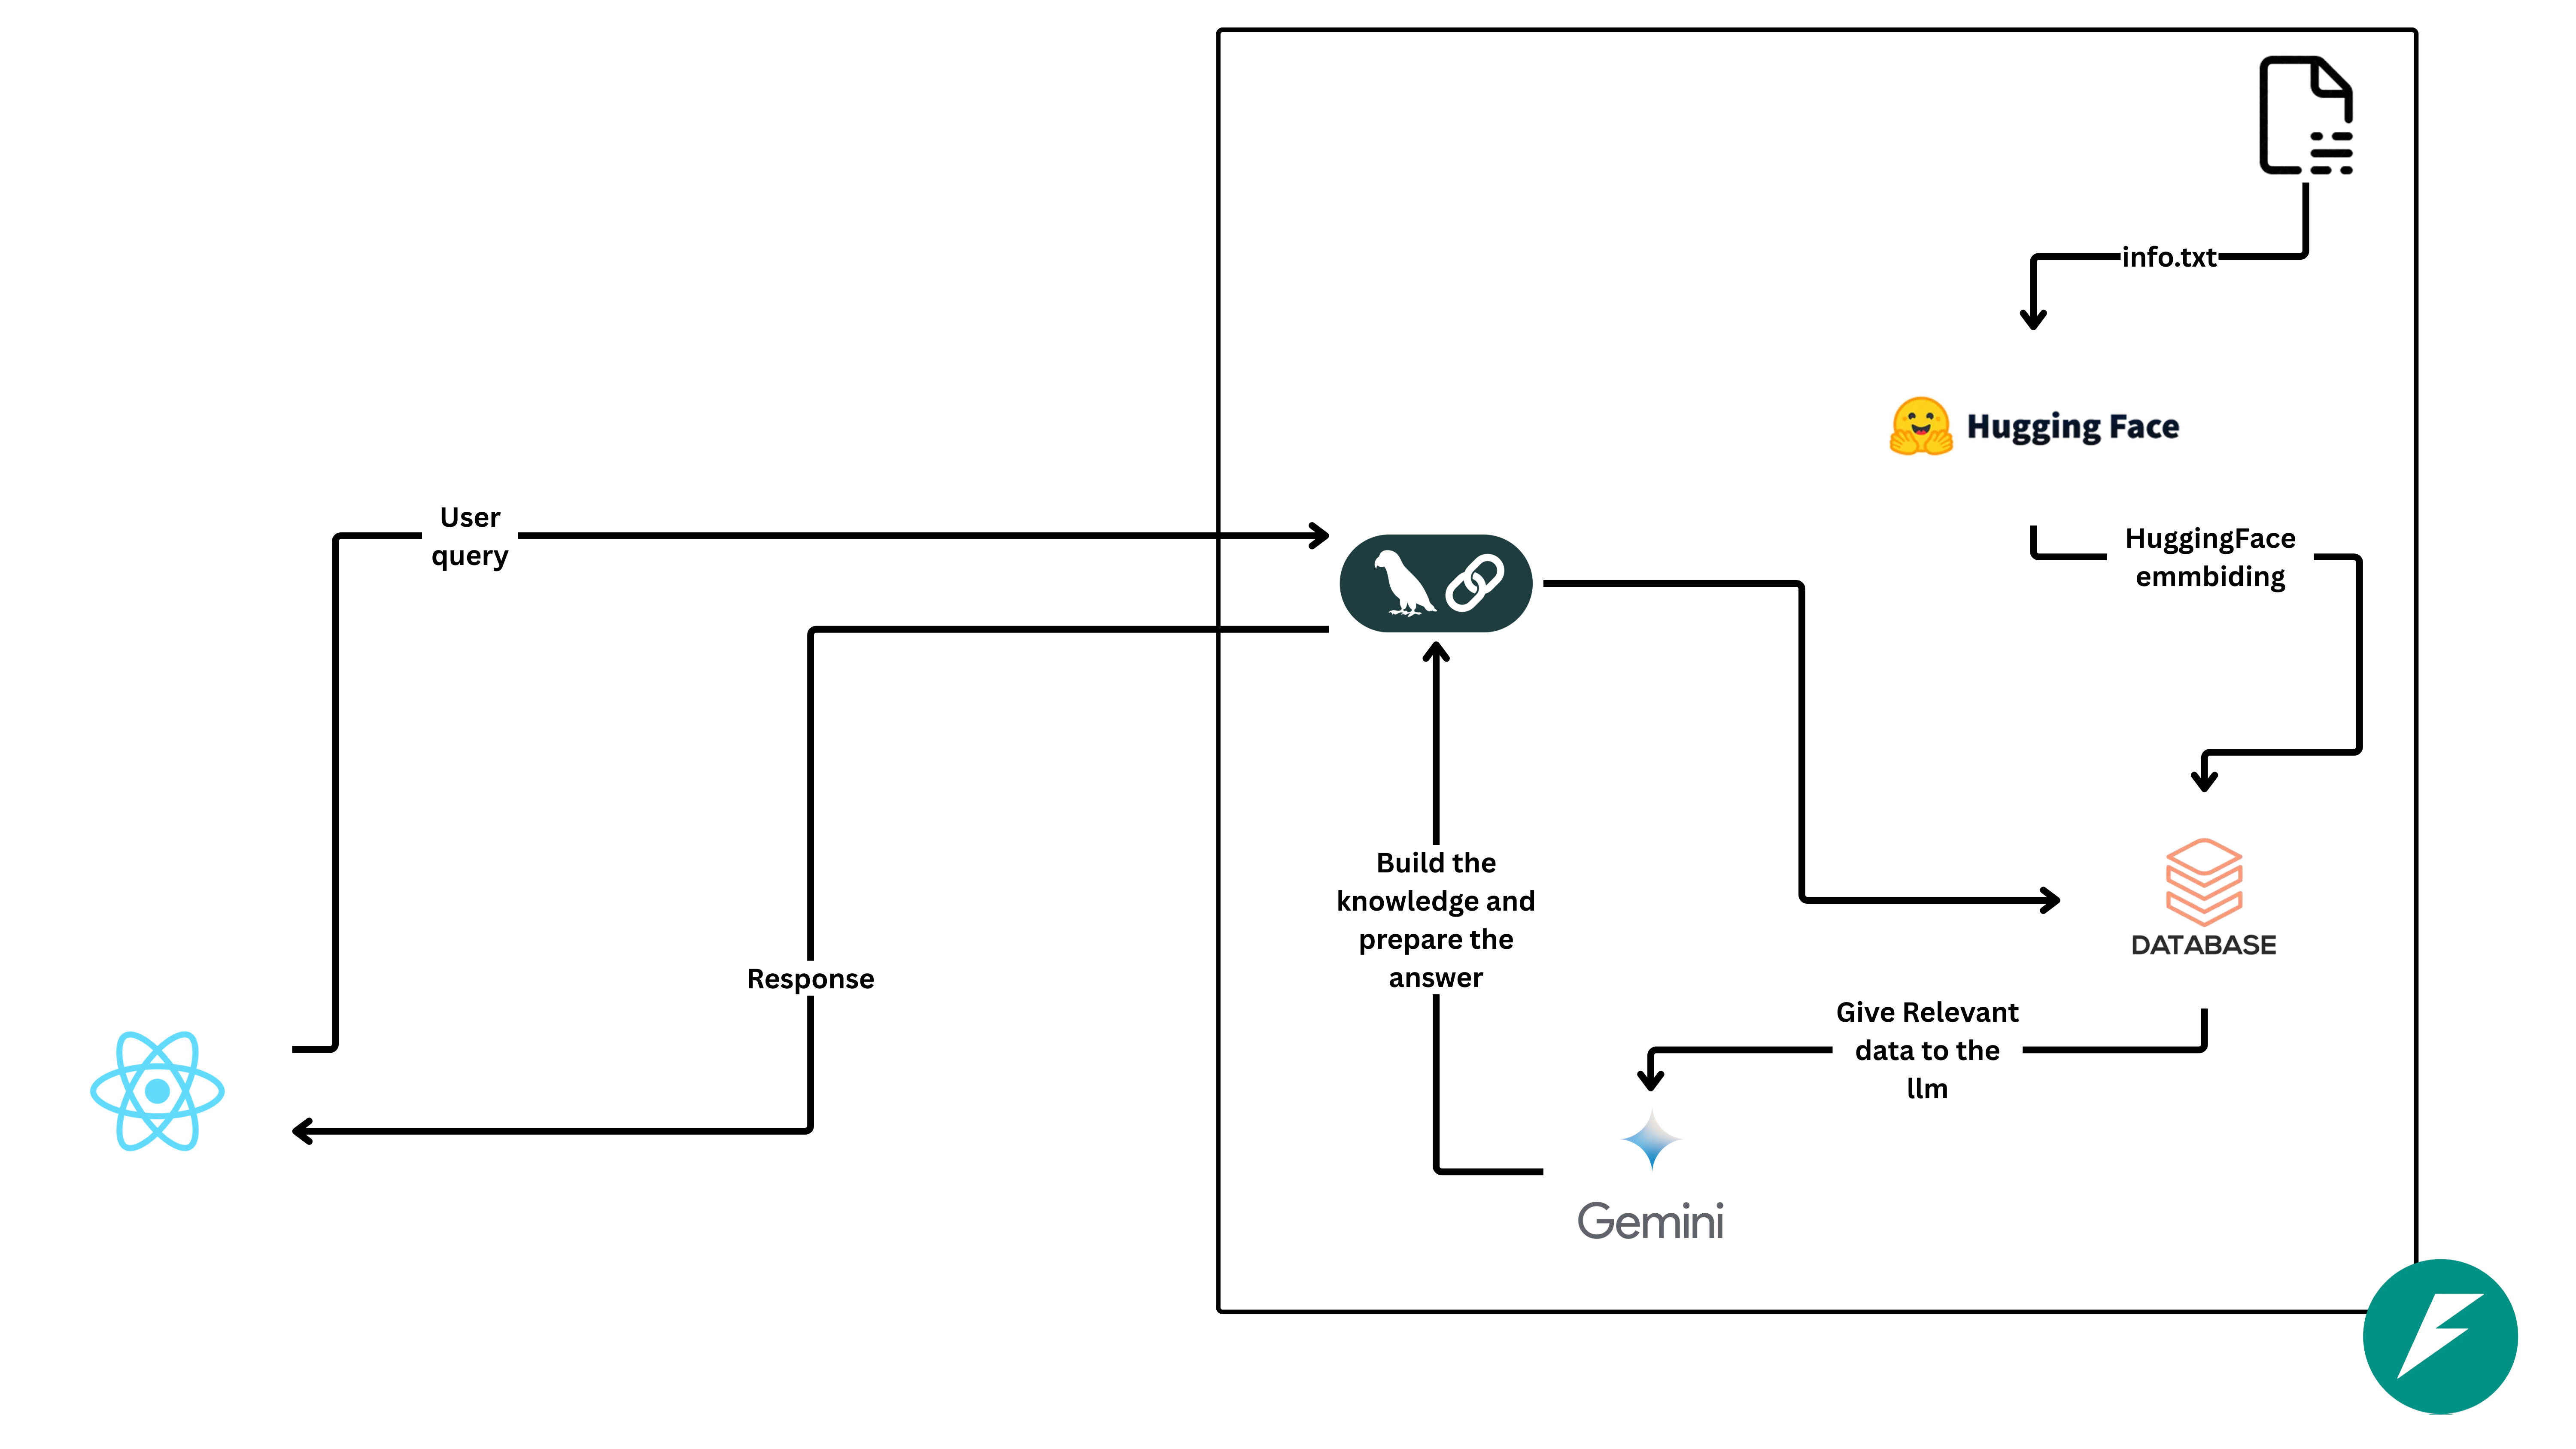 info.txt
Hugging Face
User
query
HuggingFace
emmbiding
Build the
knowledge and
prepare the
answer
DATABASE
Response
Give Relevant
data to the
llm
Gemini